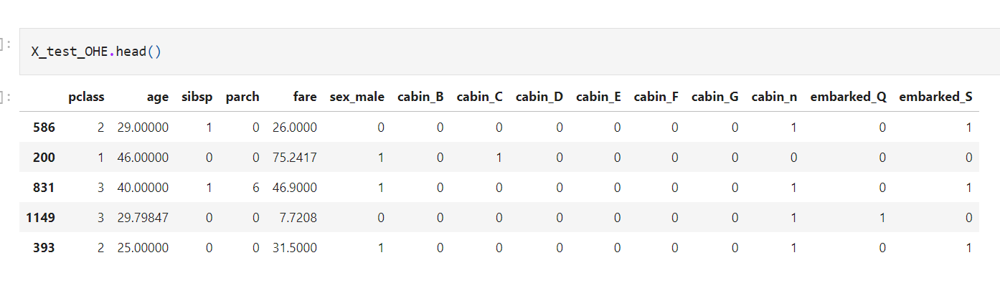 ]:
X_test_OHE.head()
]:
pclass age sibsp parch fare sex_male cabin_B cabin_C cabin_D cabin_E cabin_F cabin_G cabin_n embarked_Q embarked_S
586 2 29.00000 1 0 26.0000 0 0 0 0 0 0 0 1 0 1
200 1 46.00000 0 0 75.2417 1 0 1 0 0 0 0 0 0 0
831 3 40.00000 1 6 46.9000 1 0 0 0 0 0 0 1 0 1
1149 3 29.79847 0 0 7.7208 0 0 0 0 0 0 0 1 1 0
393 2 25.00000 0 0 31.5000 1 0 0 0 0 0 0 1 0 1